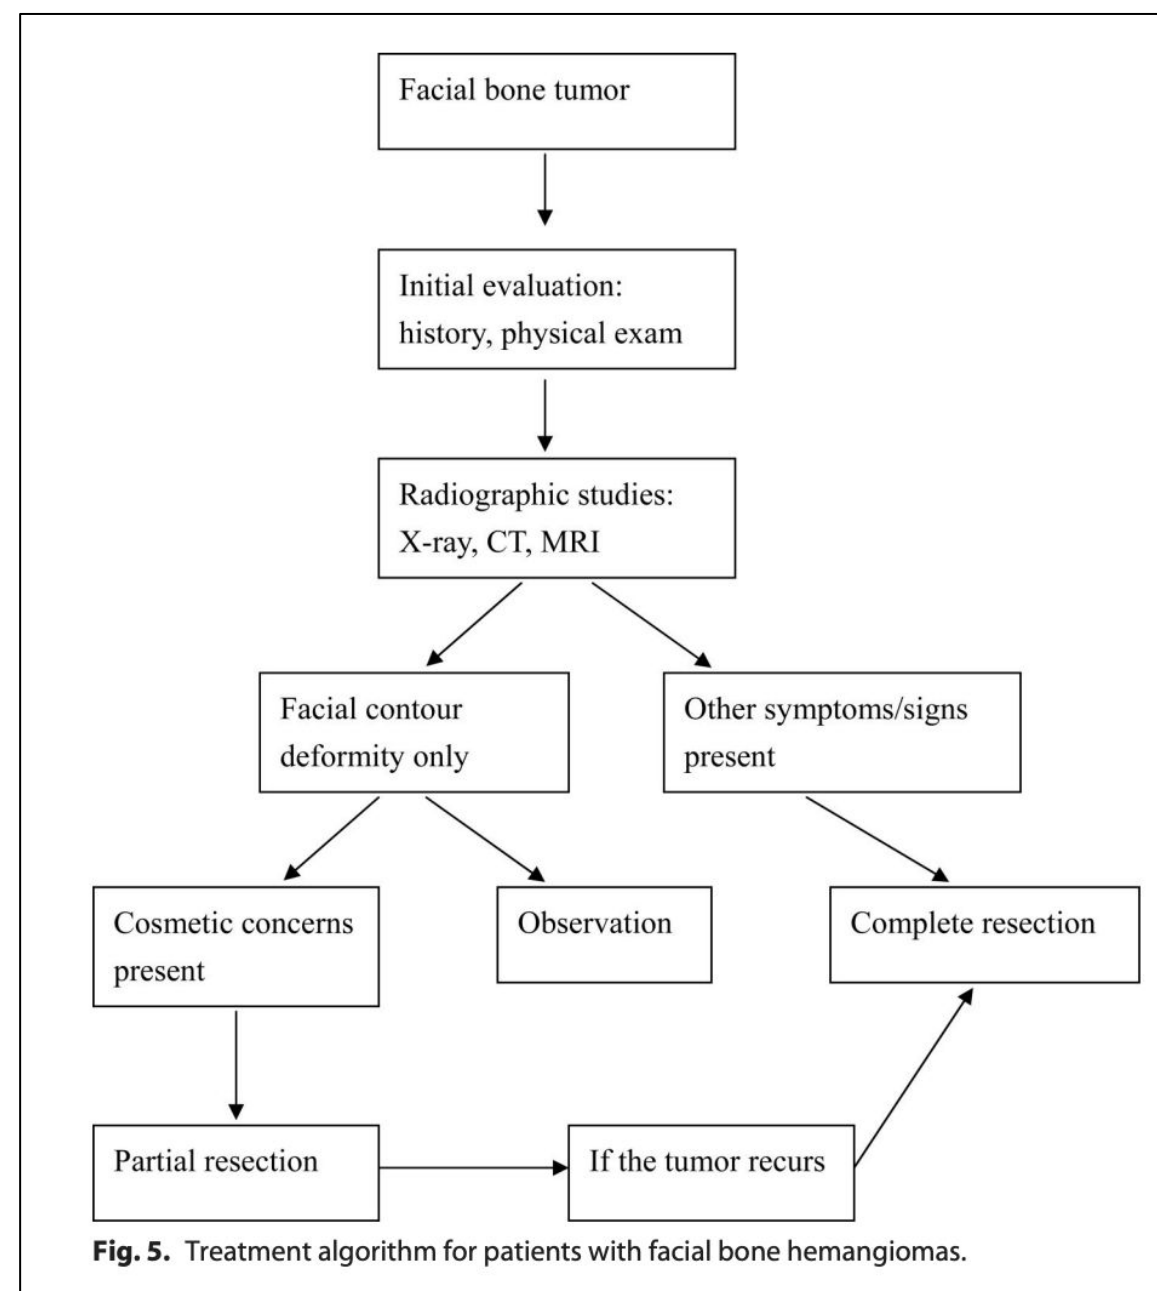 Facial bone tumor
Initial evaluation:
history, physical exam
Radiographic studies:
X-ray, CT, MRI
Facial contour
deformity only
Other symptoms/signs
present
Cosmetic concerns
present
Observation
Complete resection
Partial resection
If the tumor recurs
Fig. 5. Treatment algorithm for patients with facial bone hemangiomas.